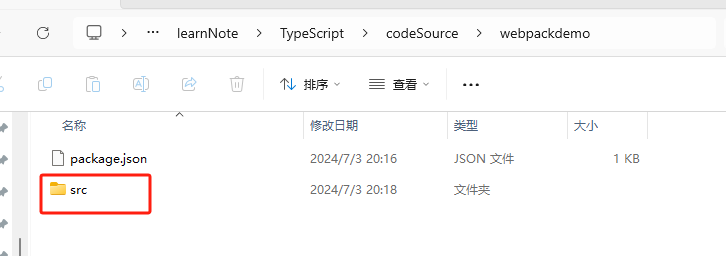 … learnNote > TypeScript > codeSource > webpackdemo
排序 查看 …
名称 修改日期 类型 大小
package.json 2024/7/3 20:16 JSON 文件 1 KB
src 2024/7/3 20:18 文件夹